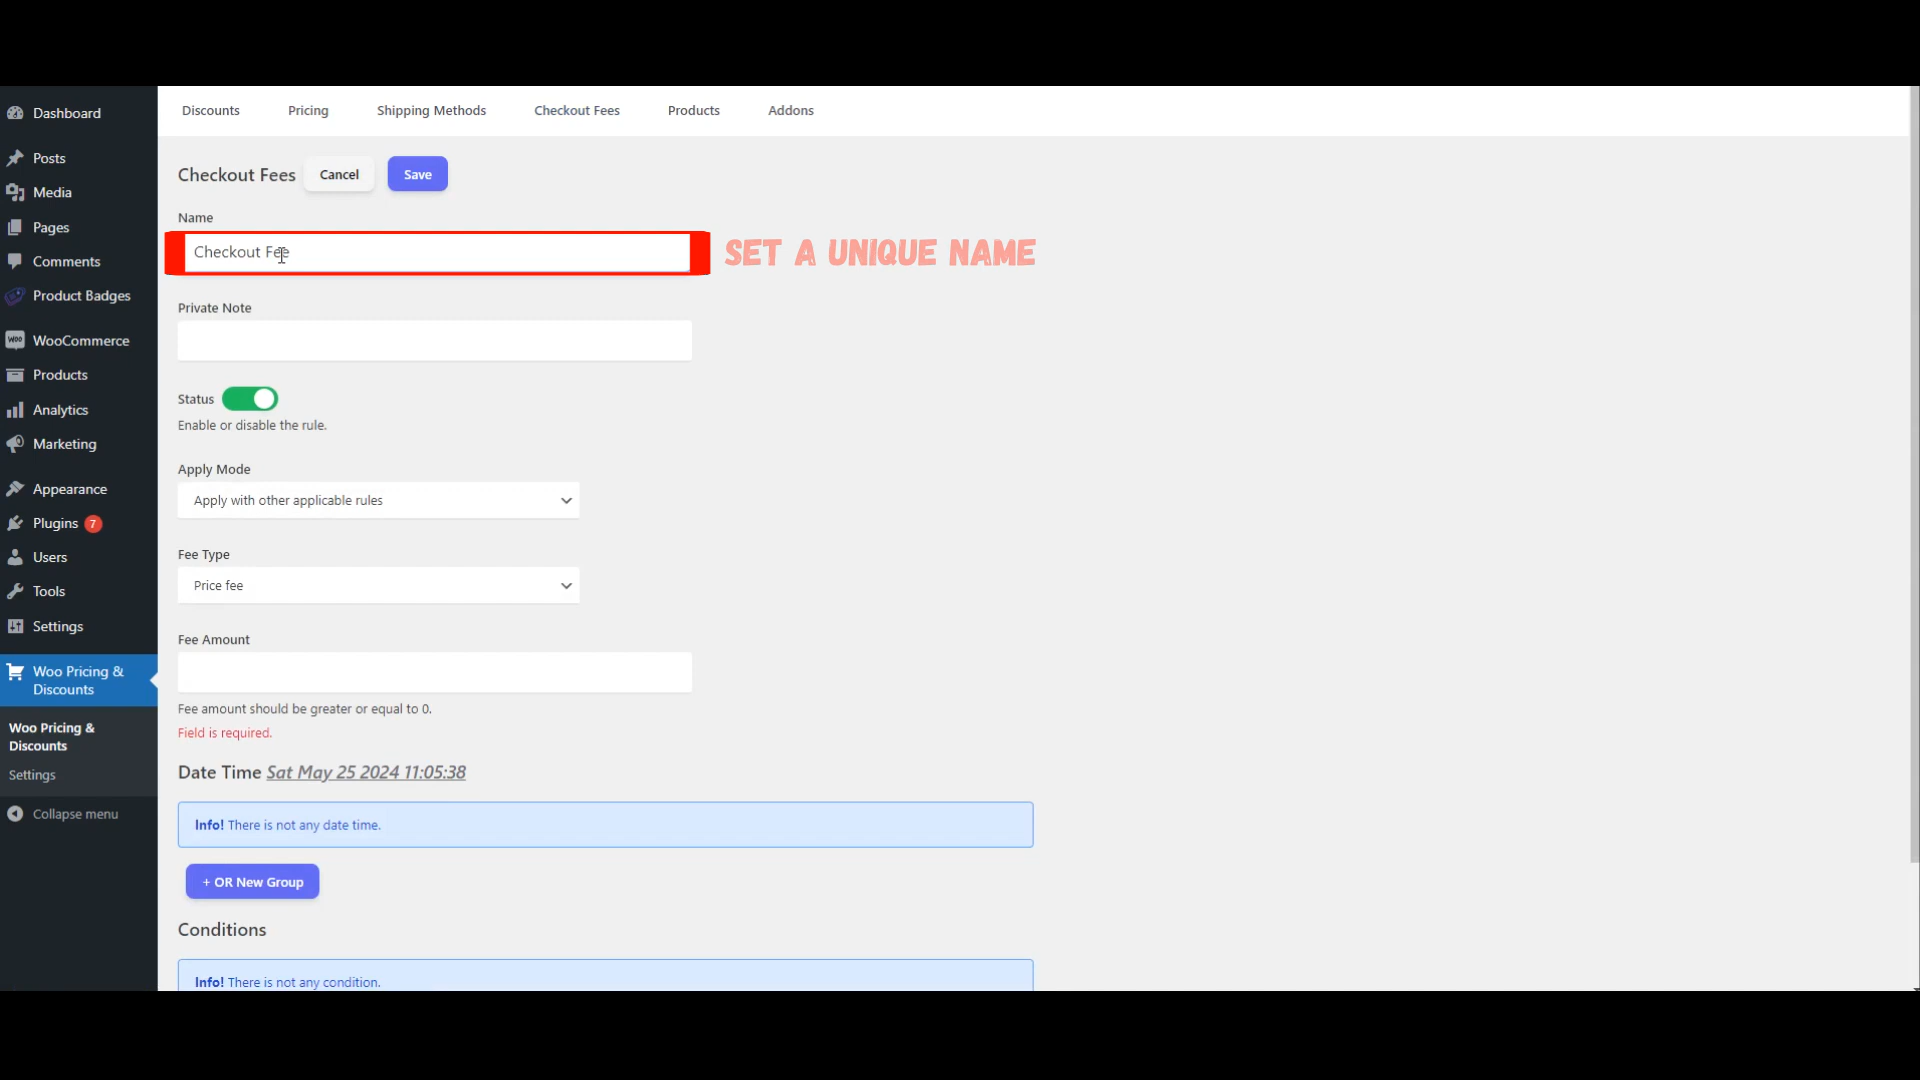 Dashboard
Posts
Media
Pages
Comments
Product Badges
WooCommerce
Products
Analytics
Marketing
Appearance
Plugins 7
Users
Tools
Settings
Woo Pricing &
Discounts
Woo Pricing &
Discounts
Settings
Collapse menu
Discounts Pricing Shipping Methods Checkout Fees Products Addons
Checkout Fees Cancel Save
Name
Checkout Fee
SET A UNIQUE NAME
Private Note
Status
Enable or disable the rule.
Apply Mode
Apply with other applicable rules
Fee Type
Price fee
Fee Amount
Fee amount should be greater or equal to 0.
Field is required.
Date Time Sat May 25 2024 11:05:38
Info! There is not any date time.
+ OR New Group
Conditions
Info! There is not any condition.